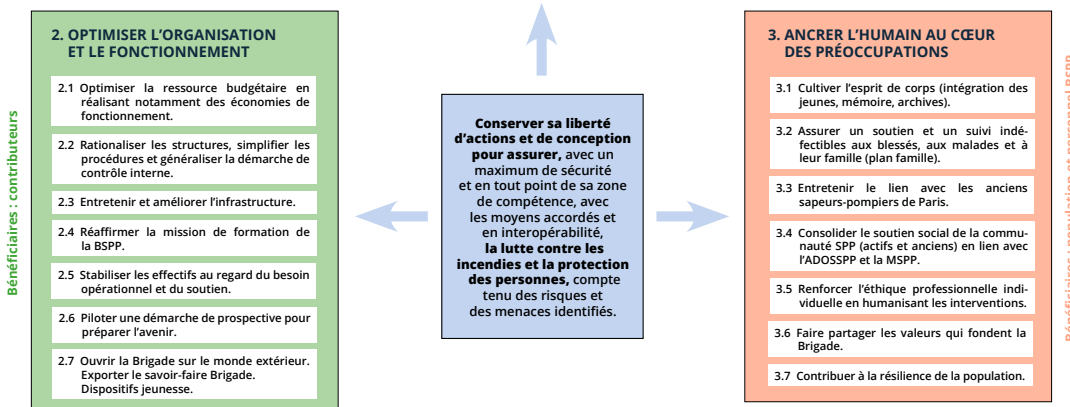 Bénéficiaires : contributeurs
2. OPTIMISER L'ORGANISATION
ET LE FONCTIONNEMENT
2.1 Optimiser la ressource budgétaire en
réalisant notamment des économies de
fonctionnement.
2.2 Rationaliser les structures, simplifier les
procédures et généraliser la démarche de
contrôle interne.
2.3 Entretenir et améliorer l'infrastructure.
2.4 Réaffirmer la mission de formation de
la BSPP.
2.5 Stabiliser les effectifs au regard du besoin
opérationnel et du soutien.
2.6 Piloter une démarche de prospective pour
préparer l'avenir.
2.7 Ouvrir la Brigade sur le monde extérieur.
Exporter le savoir-faire Brigade.
Dispositifs jeunesse.
Conserver sa liberté
d'actions et de conception
pour assurer, avec un
maximum de sécurité
et en tout point de sa zone
de compétence, avec
les moyens accordés et
en interopérabilité,
la lutte contre les
incendies et la protection
des personnes, compte
tenu des risques et
des menaces identifiés.
3. ANCRER L'HUMAIN AU CŒUR
DES PRÉOCCUPATIONS
3.1 Cultiver l'esprit de corps (intégration des
jeunes, mémoire, archives).
3.2 Assurer un soutien et un suivi indé-
fectibles aux blessés, aux malades et à
leur famille (plan famille).
3.3 Entretenir le lien avec les anciens
sapeurs-pompiers de Paris.
3.4 Consolider le soutien social de la commu-
nauté SPP (actifs et anciens) en lien avec
l'ADOSSPP et la MSPP.
3.5 Renforcer l'éthique professionnelle indi-
viduelle en humanisant les interventions.
3.6 Faire partager les valeurs qui fondent la
Brigade.
3.7 Contribuer à la résilience de la population.
Bénéficiaires : population et personnel BSPP